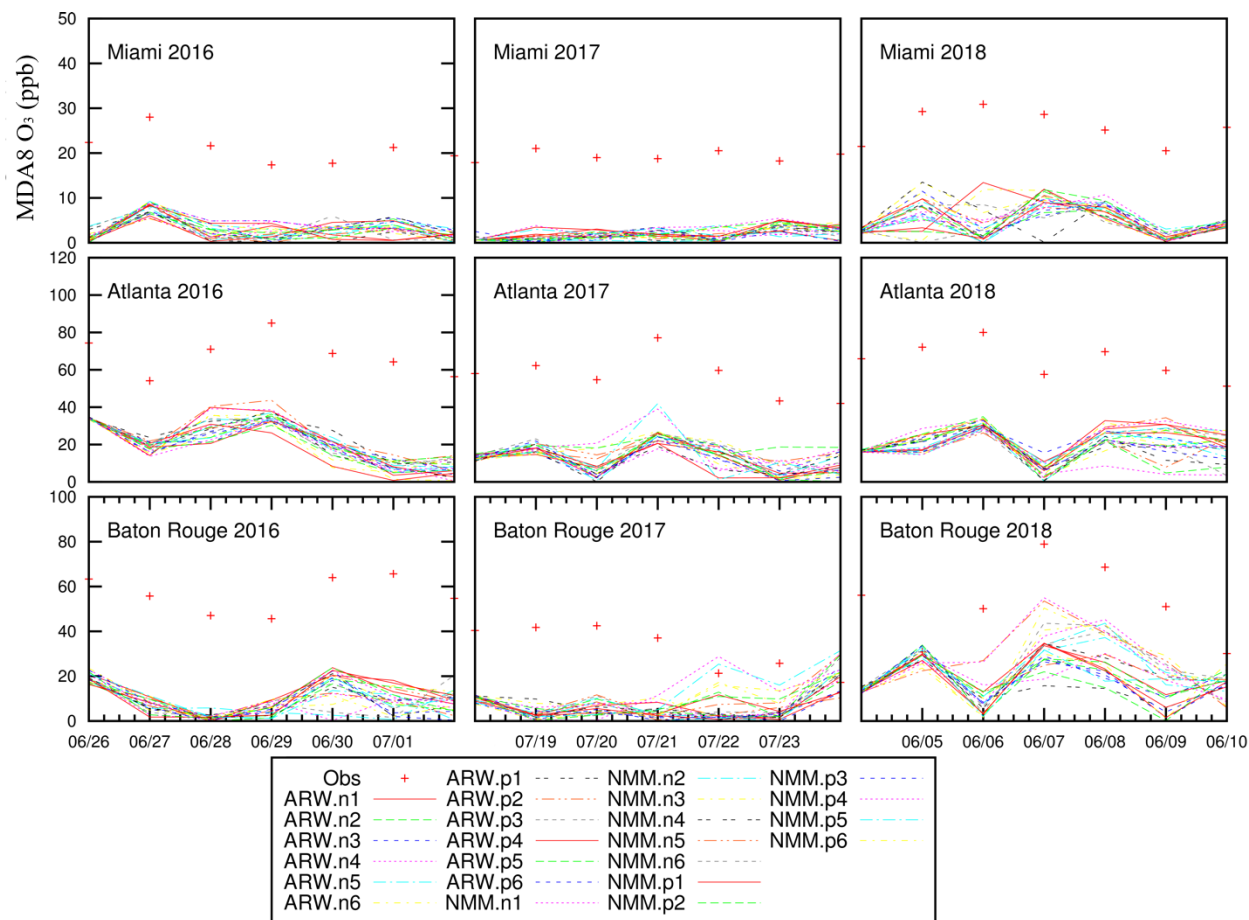 MDA8 O₃ (ppb)
50
40
30
20
10
0
Miami 2016
Miami 2017
Miami 2018
120
100
80
60
40
20
0
Atlanta 2016
Atlanta 2017
Atlanta 2018
100
80
60
40
20
0
Baton Rouge 2016
Baton Rouge 2017
Baton Rouge 2018
06/26 06/27 06/28 06/29 06/30 07/01 07/19 07/20 07/21 07/22 07/23 06/05 06/06 06/07 06/08 06/09 06/10
Obs ARW.p1 NMM.n2 NMM.p3
ARW.n1 ARW.p2 NMM.n3 NMM.p4
ARW.n2 ARW.p3 NMM.n4 NMM.p5
ARW.n3 ARW.p4 NMM.n5 NMM.p6
ARW.n4 ARW.p5 NMM.n6
ARW.n5 ARW.p6 NMM.p1
ARW.n6 NMM.n1 NMM.p2